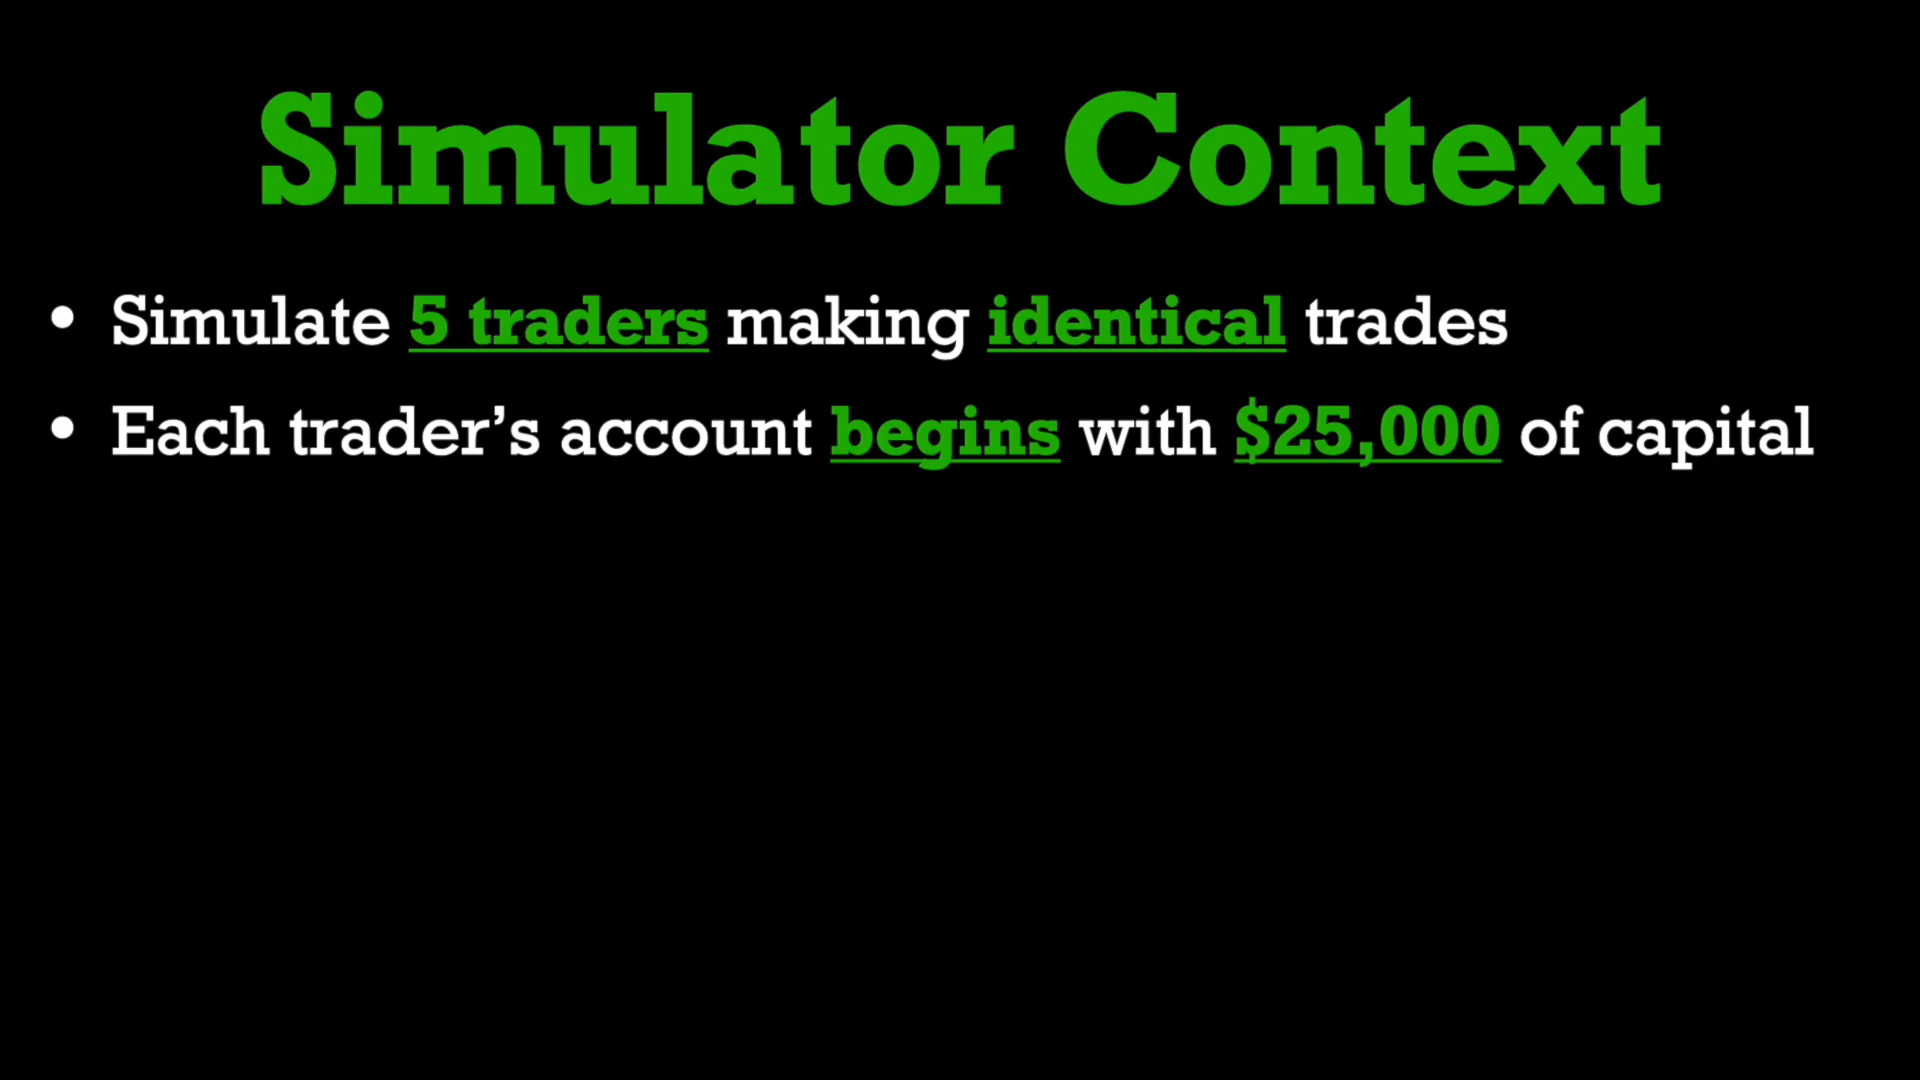 Simulator Context
• Simulate 5 traders making identical trades
• Each trader’s account begins with $25,000 of capital